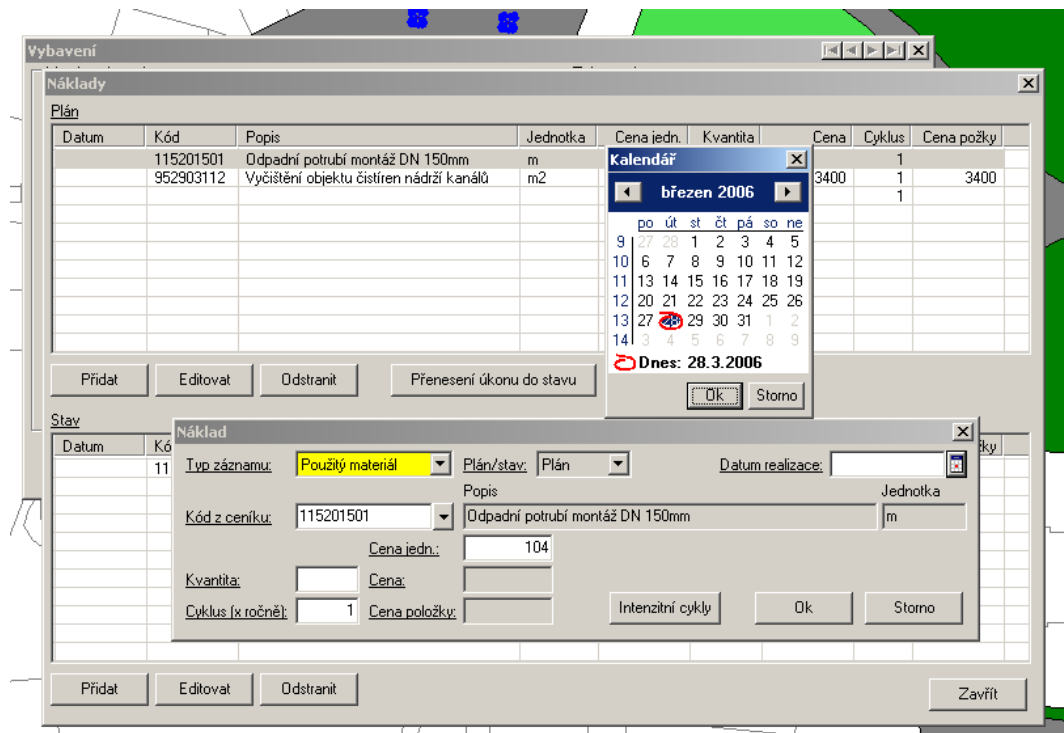 Vybavení
Náklady
Plán
Datum Kód Popis Jednotka Cena jedn. Kvantita Cena Cyklus Cena požky
115201501 Odpadní potrubí montáž DN 150mm m 1
952903112 Vyčištění objektu čistíren nádrží kanálů m2 3400 1 3400
1
Kalendář
březen 2006
po út st čt pá so ne
9 27 28 1 2 3 4 5
10 6 7 8 9 10 11 12
11 13 14 15 16 17 18 19
12 20 21 22 23 24 25 26
13 27 28 29 30 31 1 2
14 3 4 5 6 7 8 9
Dnes: 28.3.2006
Ok Storno
Přidat Editovat Odstranit Přenesení úkonu do stavu
Stav
Datum Kó žky
11
Náklad
Typ záznamu: Použitý materiál Plán/stav: Plán Datum realizace:
Popis Jednotka
Kód z ceníku: 115201501 Odpadní potrubí montáž DN 150mm m
Cena jedn.: 104
Kvantita: Cena:
Cyklus (x ročně): 1 Cena položky: Intenzitní cykly Ok Storno
Přidat Editovat Odstranit Zavřít